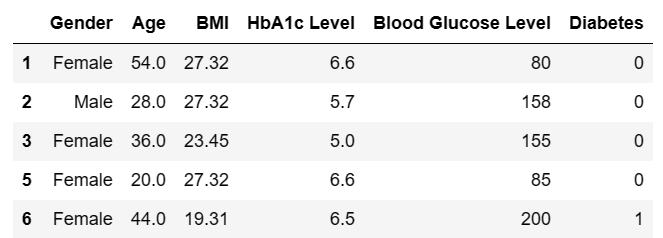 Gender Age BMI HbA1c Level Blood Glucose Level Diabetes
1 Female 54.0 27.32 6.6 80 0
2 Male 28.0 27.32 5.7 158 0
3 Female 36.0 23.45 5.0 155 0
5 Female 20.0 27.32 6.6 85 0
6 Female 44.0 19.31 6.5 200 1